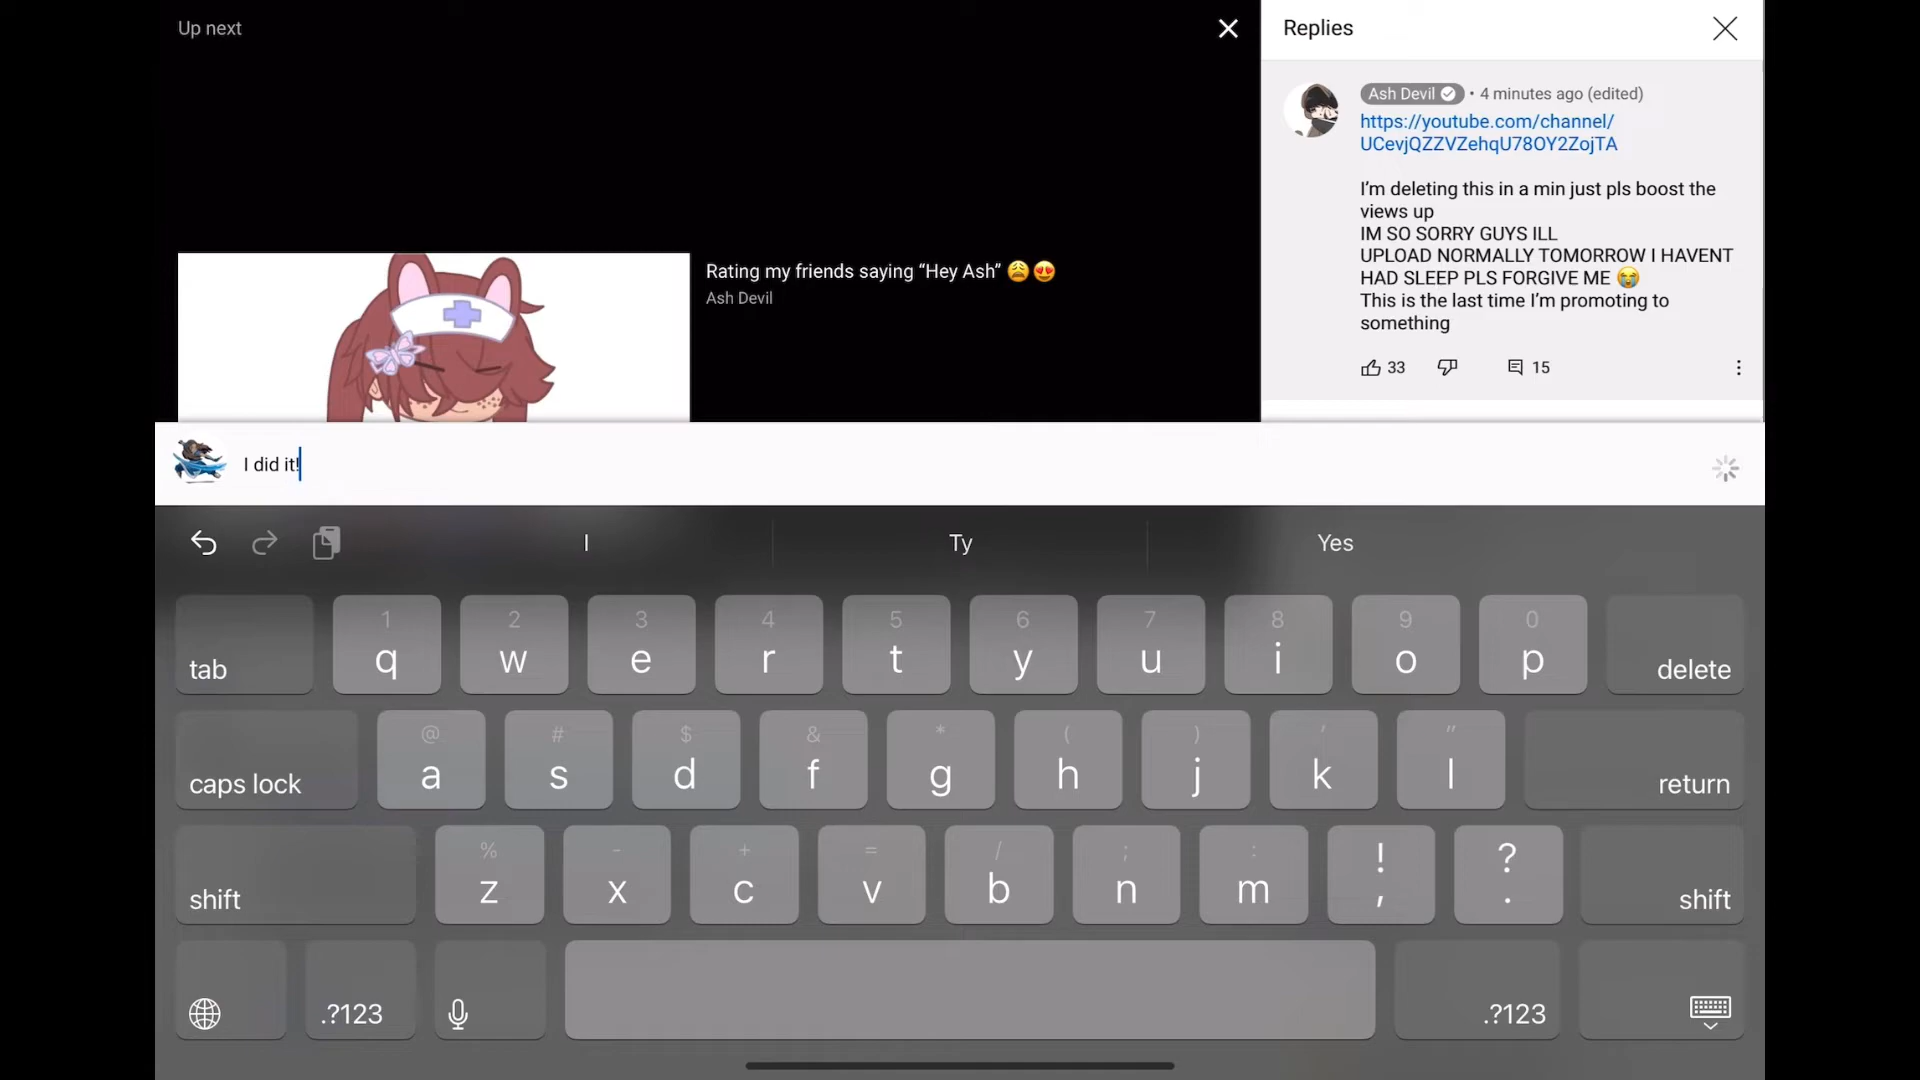 Up next
Replies
Ash Devil • 4 minutes ago (edited)
https://youtube.com/channel/
UCevjQZZVZehqU78OY2ZojTA
I’m deleting this in a min just pls boost the
views up
IM SO SORRY GUYS ILL
UPLOAD NORMALLY TOMORROW I HAVENT
HAD SLEEP PLS FORGIVE ME 😭
This is the last time I’m promoting to
something
33
15
Rating my friends saying “Hey Ash” 😩😍
Ash Devil
I did it!
I
Ty
Yes
1 2 3 4 5 6 7 8 9 0
tab q w e r t y u i o p delete
@ # $ & * ( ) ' "
caps lock a s d f g h j k l return
% - + = / ; : ! ?
shift z x c v b n m , . shift
.?123 .?123